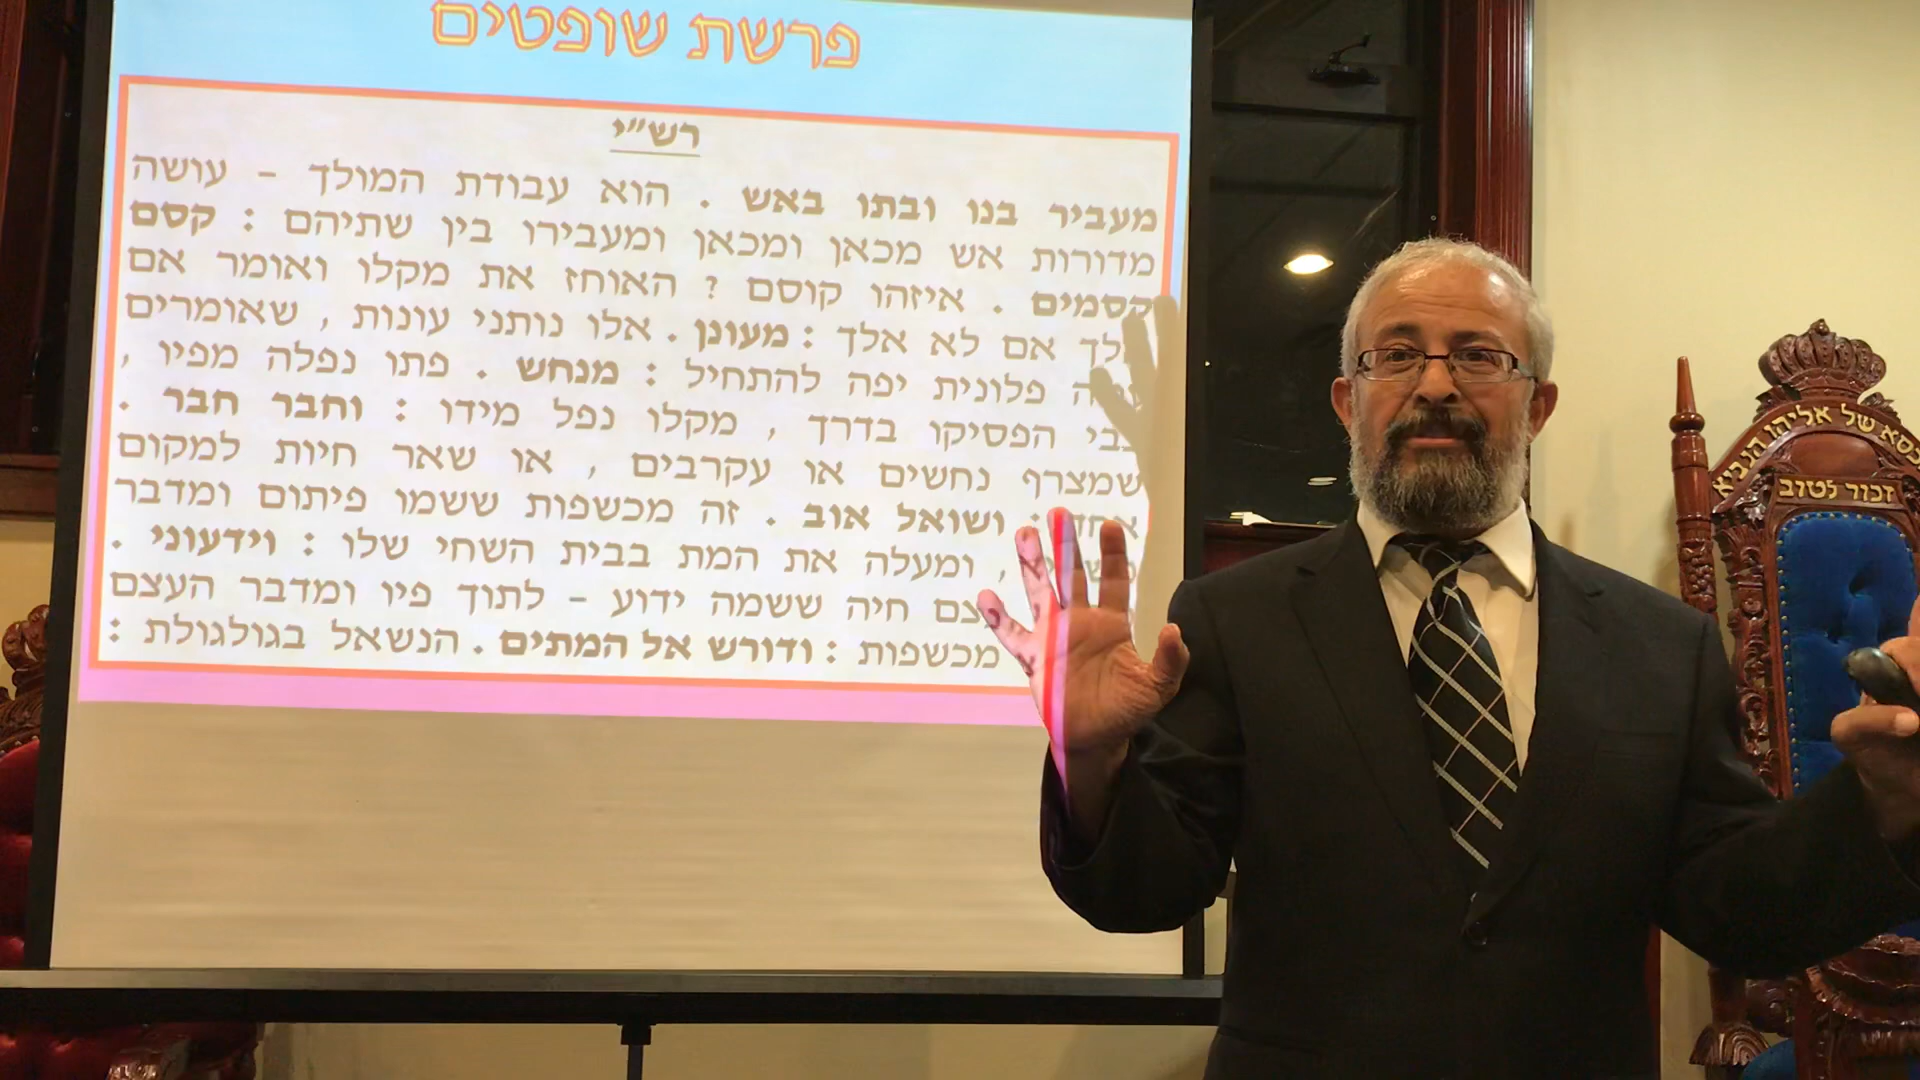 פרשת שופטים
רש"י
מעביר בנו ובתו באש . הוא עבודת המולך - עושה
מדורות אש מכאן ומכאן ומעבירו בין שתיהם : קסם
קסמים . איזהו קוסם ? האוחז את מקלו ואומר אם
אם לא אלך : מעונן . אלו נותני עונות , שאומרים
פלונית יפה להתחיל : מנחש . פתו נפלה מפיו ,
הפסיקו בדרך , מקלו נפל מידו : וחבר חבר .
שמצרף נחשים או עקרבים , או שאר חיות למקום
ושואל אוב . זה מכשפות ששמו פיתום ומדבר
, ומעלה את המת בבית השחי שלו : וידעוני .
חיה ששמה ידוע - לתוך פיו ומדבר העצם
מכשפות : ודורש אל המתים . הנשאל בגולגולת :
כסא של אליהו הנביא
זכור לטוב